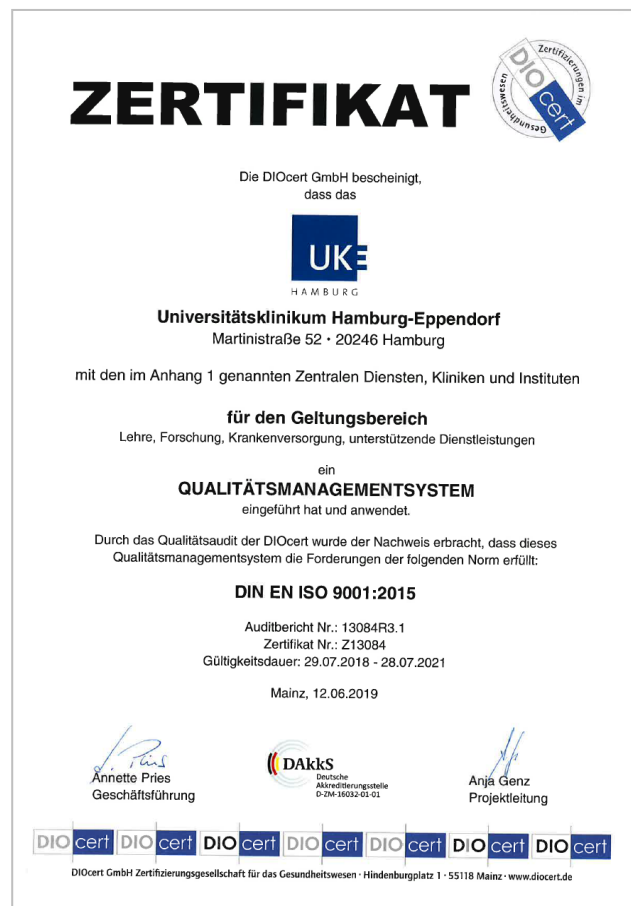 ZERTIFIKAT
DIO cert
Zertifizierungen im
Gesundheitswesen
Die DIOcert GmbH bescheinigt,
dass das
UKE
HAMBURG
Universitätsklinikum Hamburg-Eppendorf
Martinistraße 52 • 20246 Hamburg
mit den im Anhang 1 genannten Zentralen Diensten, Kliniken und Instituten
für den Geltungsbereich
Lehre, Forschung, Krankenversorgung, unterstützende Dienstleistungen
ein
QUALITÄTSMANAGEMENTSYSTEM
eingeführt hat und anwendet.
Durch das Qualitätsaudit der DIOcert wurde der Nachweis erbracht, dass dieses
Qualitätsmanagementsystem die Forderungen der folgenden Norm erfüllt:
DIN EN ISO 9001:2015
Auditbericht Nr.: 13084R3.1
Zertifikat Nr.: Z13084
Gültigkeitsdauer: 29.07.2018 - 28.07.2021
Mainz, 12.06.2019
Annette Pries
Geschäftsführung
DAkkS
Deutsche
Akkreditierungsstelle
D-ZM-16032-01-01
Anja Genz
Projektleitung
DIO cert DIO cert DIO cert DIO cert DIO cert DIO cert DIO cert
DIOcert GmbH Zertifizierungsgesellschaft für das Gesundheitswesen · Hindenburgplatz 1 · 55118 Mainz · www.diocert.de